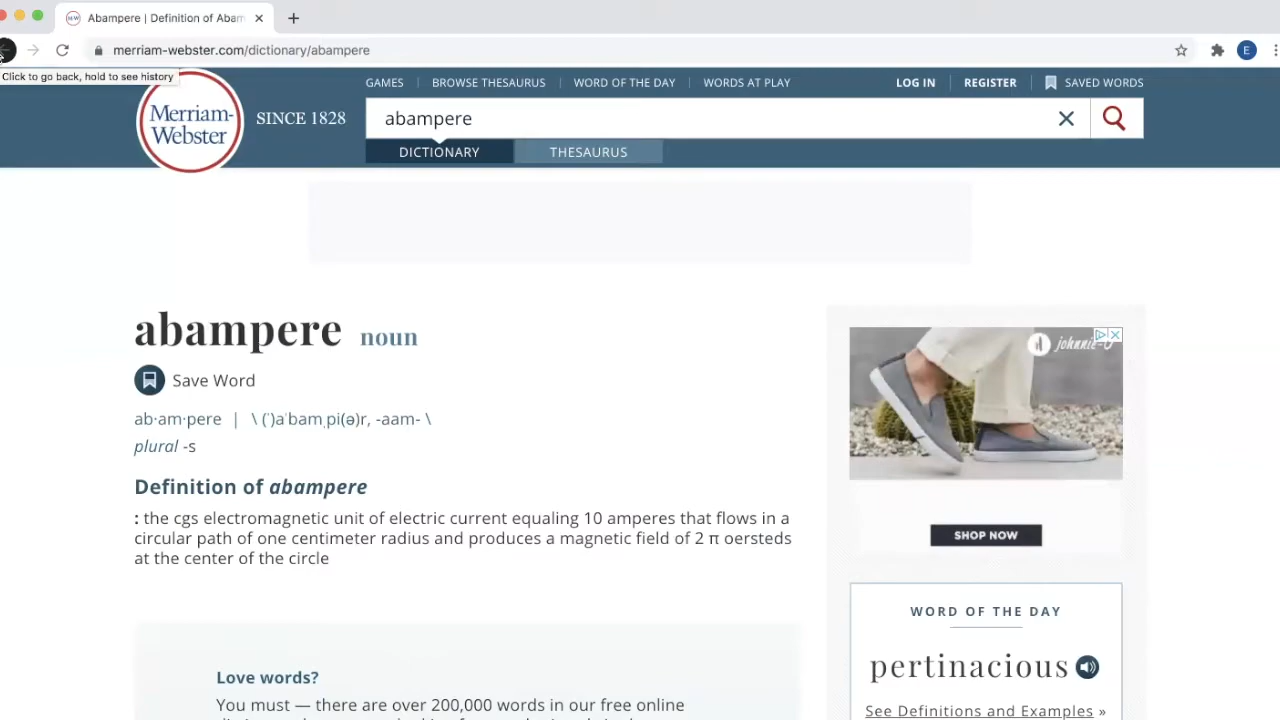 Abampere | Definition of Abam
merriam-webster.com/dictionary/abampere
E
Click to go back, hold to see history
GAMES
BROWSE THESAURUS
WORD OF THE DAY
WORDS AT PLAY
LOG IN
REGISTER
SAVED WORDS
Merriam-
Webster
SINCE 1828
abampere
DICTIONARY
THESAURUS
abampere noun
Save Word
ab·am·pere | \ (ˈ)aˈbamˌpi(ə)r, -aam- \
plural -s
Definition of abampere
: the cgs electromagnetic unit of electric current equaling 10 amperes that flows in a
circular path of one centimeter radius and produces a magnetic field of 2 π oersteds
at the center of the circle
SHOP NOW
WORD OF THE DAY
pertinacious
See Definitions and Examples »
Love words?
You must — there are over 200,000 words in our free online